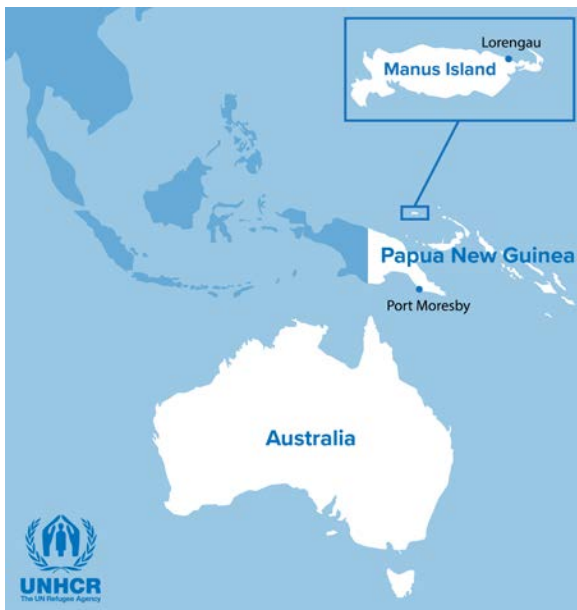 Lorengau
Manus Island
Papua New Guinea
Port Moresby
Australia
UNHCR
The UN Refugee Agency